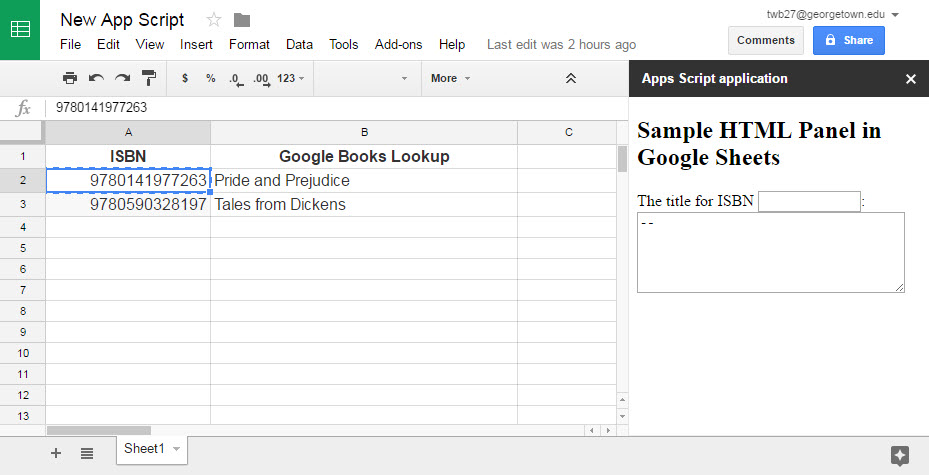 New App Script
twb27@georgetown.edu
File Edit View Insert Format Data Tools Add-ons Help Last edit was 2 hours ago
Comments Share
$ % .0 .00 123 More
Apps Script application ×
fx 9780141977263
A B C
1 ISBN Google Books Lookup
2 9780141977263 Pride and Prejudice
3 9780590328197 Tales from Dickens
4
5
6
7
8
9
10
11
12
13
Sample HTML Panel in
Google Sheets
The title for ISBN :
--
+ Sheet1